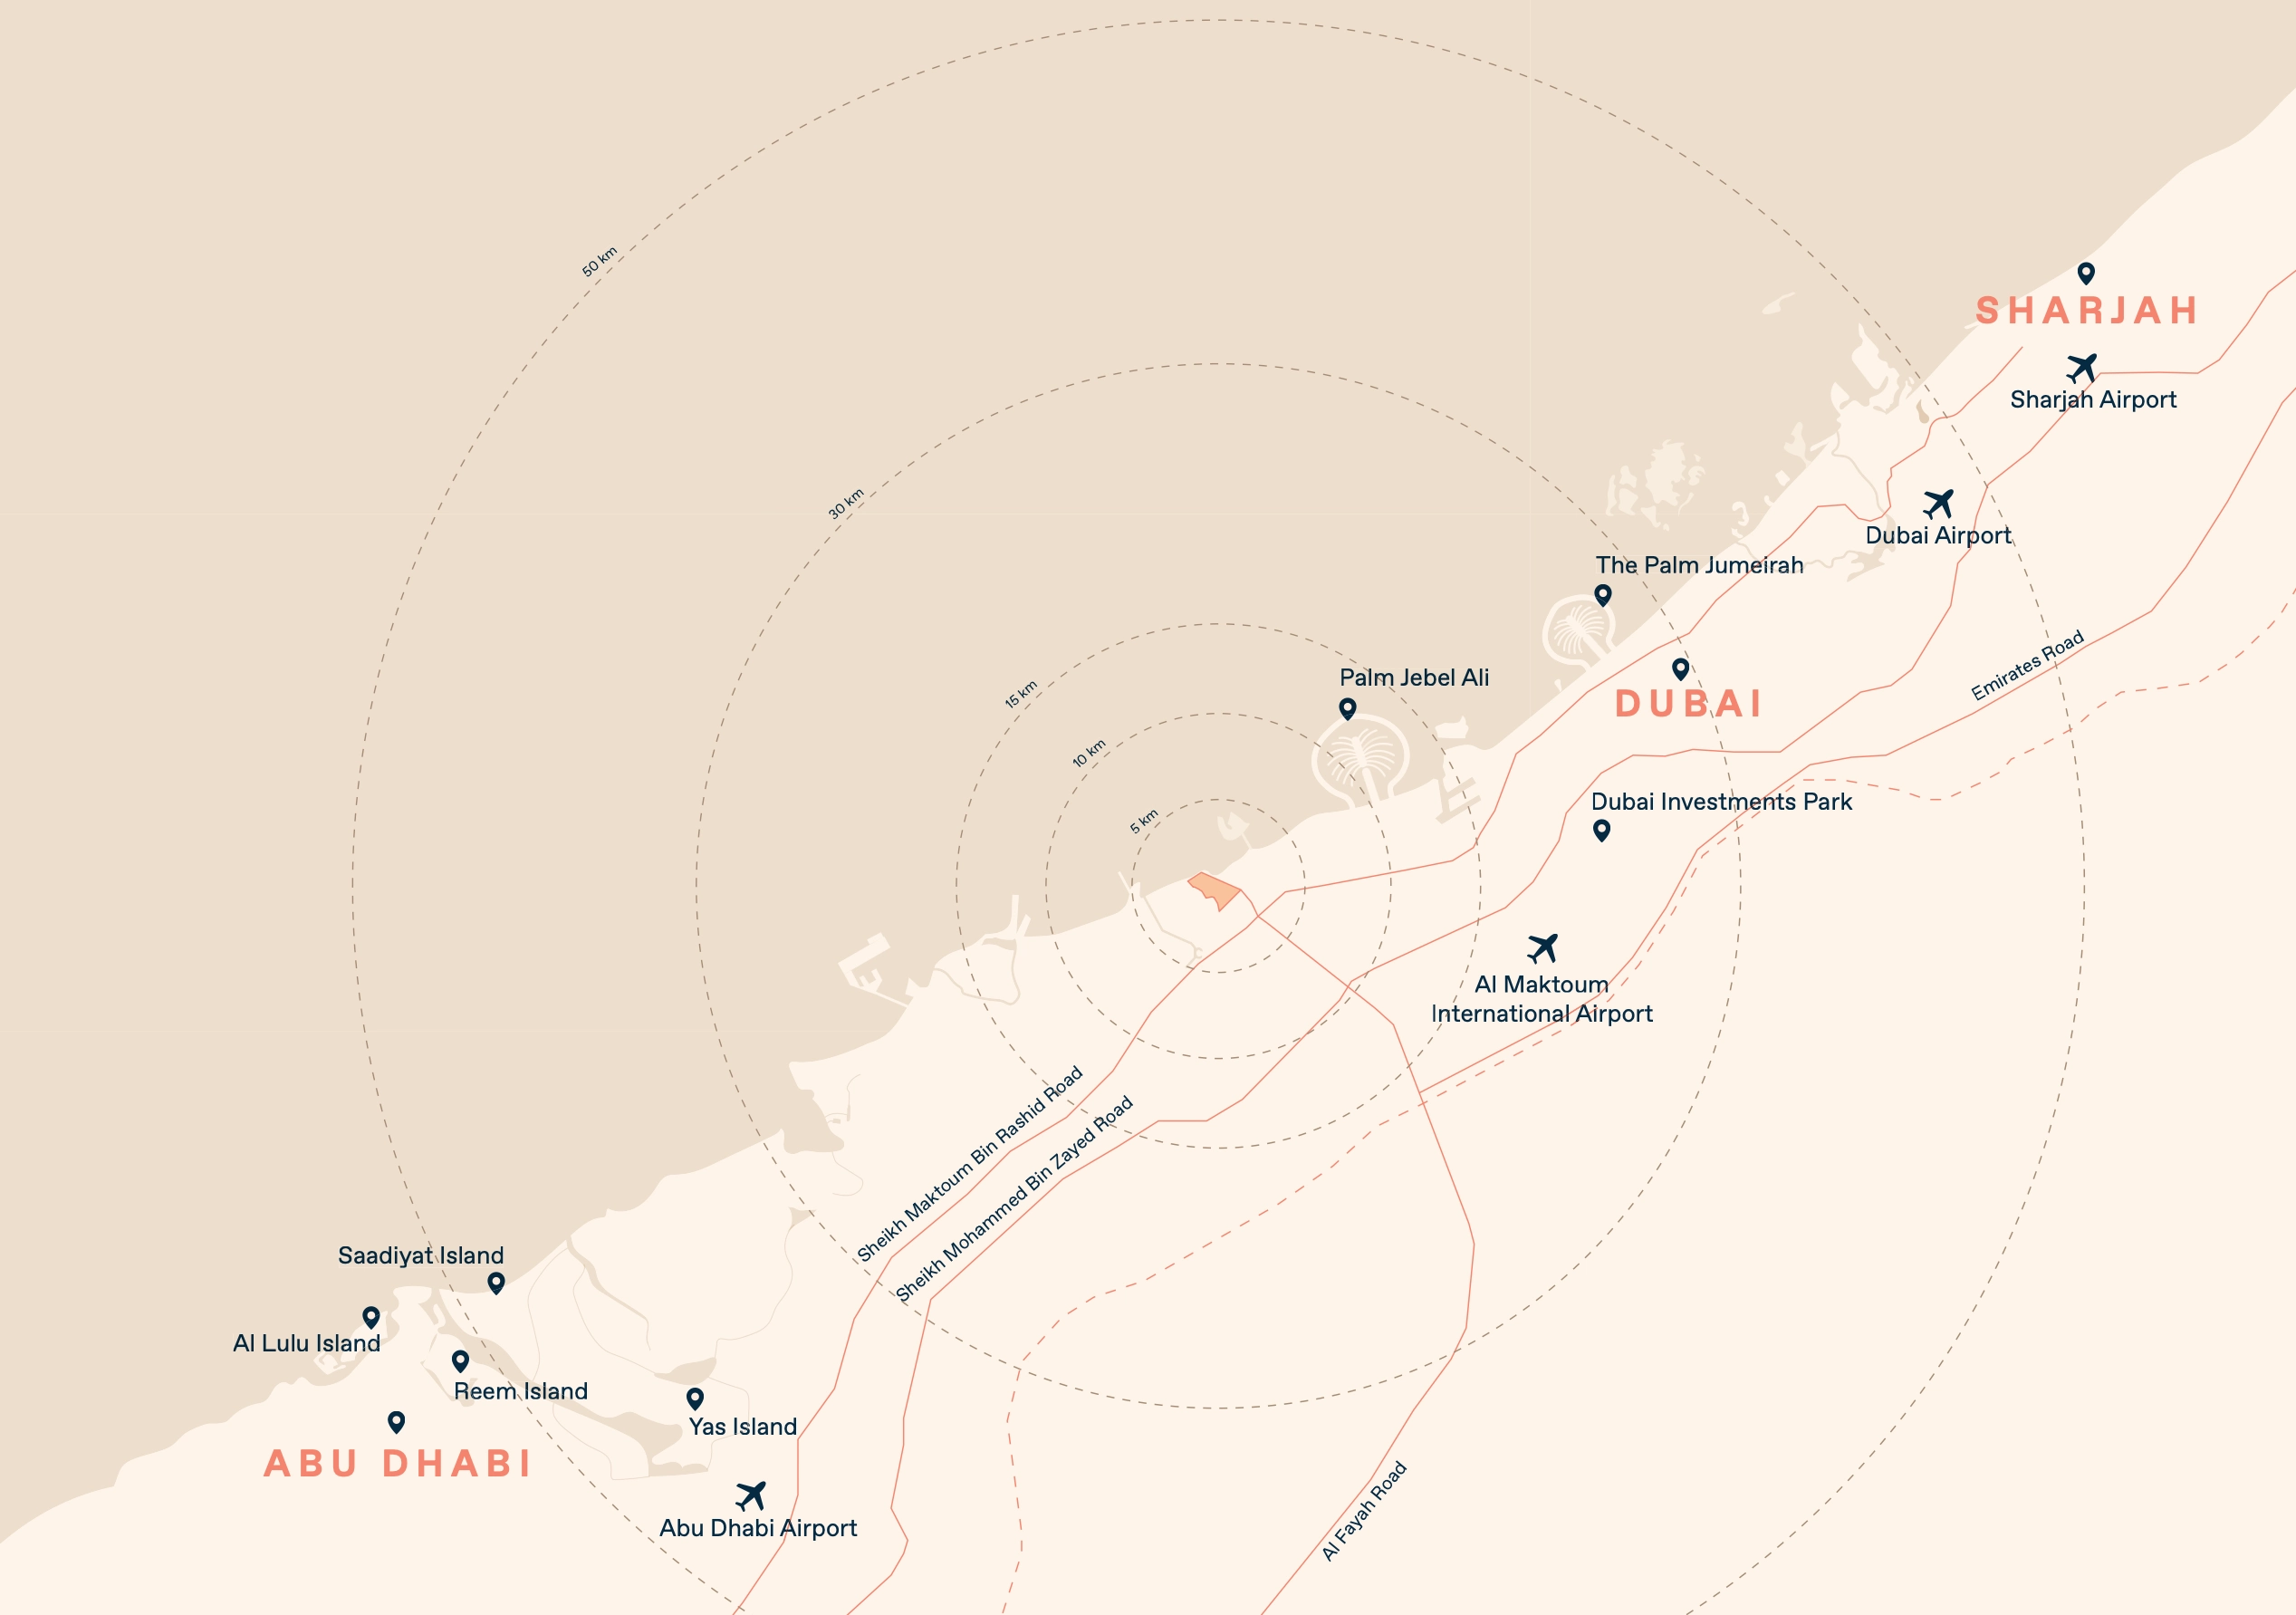 50 km
SHARJAH
Sharjah Airport
30 km
Dubai Airport
The Palm Jumeirah
Emirates Road
Palm Jebel Ali
15 km
DUBAI
10 km
Dubai Investments Park
5 km
Al Maktoum
International Airport
Sheikh Maktoum Bin Rashid Road
Sheikh Mohammed Bin Zayed Road
Saadiyat Island
Al Lulu Island
Reem Island
Yas Island
ABU DHABI
Abu Dhabi Airport
Al Fayah Road